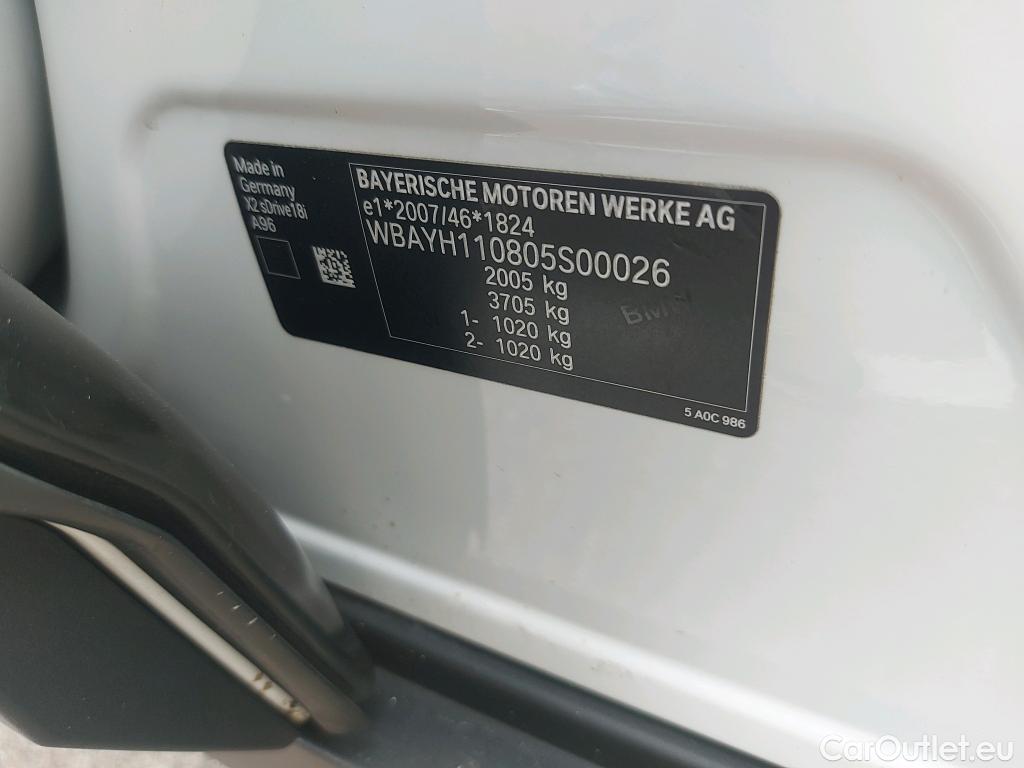 Made in
Germany
X2 sDrive18i
A96
BAYERISCHE MOTOREN WERKE AG
e1*2007/46*1824
WBAYH110805S00026
2005 kg
3705 kg
1- 1020 kg
2- 1020 kg
BMW
5 A0C 986
CarOutlet.eu